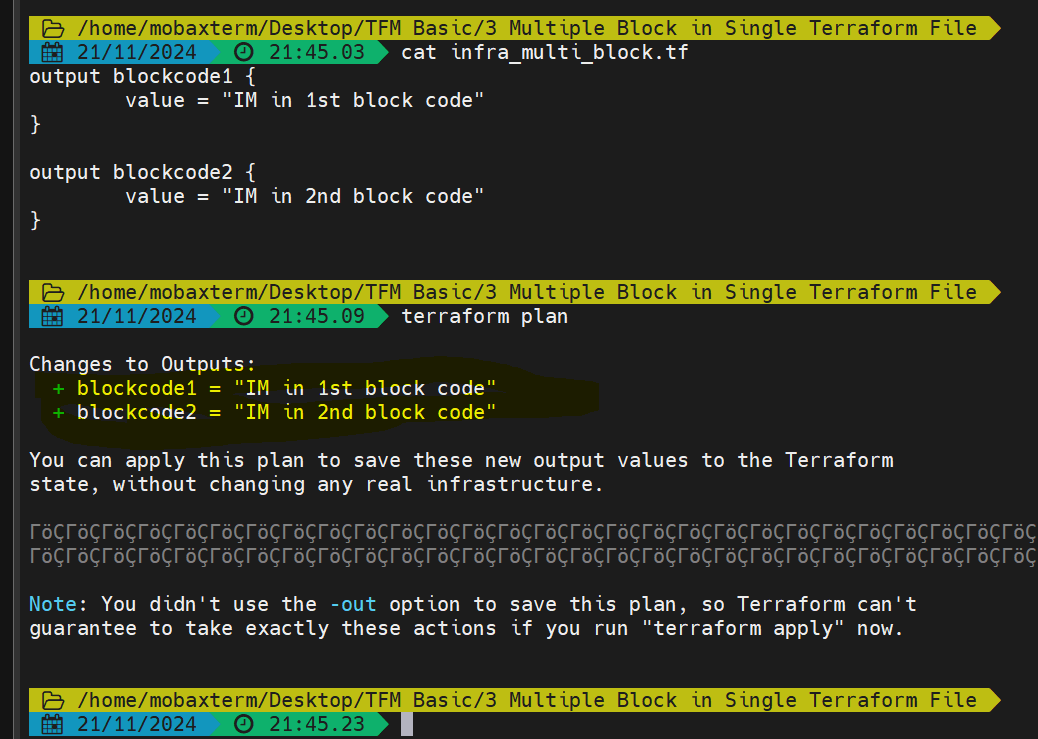 /home/mobaxterm/Desktop/TFM Basic/3 Multiple Block in Single Terraform File
21/11/2024 21:45.03 cat infra_multi_block.tf
output blockcode1 {
        value = "IM in 1st block code"
}
output blockcode2 {
        value = "IM in 2nd block code"
}
/home/mobaxterm/Desktop/TFM Basic/3 Multiple Block in Single Terraform File
21/11/2024 21:45.09 terraform plan
Changes to Outputs:
  + blockcode1 = "IM in 1st block code"
  + blockcode2 = "IM in 2nd block code"
You can apply this plan to save these new output values to the Terraform
state, without changing any real infrastructure.
ΓöÇΓöÇΓöÇΓöÇΓöÇΓöÇΓöÇΓöÇΓöÇΓöÇΓöÇΓöÇΓöÇΓöÇΓöÇΓöÇΓöÇΓöÇΓöÇΓöÇΓöÇΓöÇΓöÇΓöÇΓöÇΓöÇΓöÇΓöÇ
ΓöÇΓöÇΓöÇΓöÇΓöÇΓöÇΓöÇΓöÇΓöÇΓöÇΓöÇΓöÇΓöÇΓöÇΓöÇΓöÇΓöÇΓöÇΓöÇΓöÇΓöÇΓöÇΓöÇΓöÇΓöÇΓöÇΓöÇΓöÇ
Note: You didn't use the -out option to save this plan, so Terraform can't
guarantee to take exactly these actions if you run "terraform apply" now.
/home/mobaxterm/Desktop/TFM Basic/3 Multiple Block in Single Terraform File
21/11/2024 21:45.23